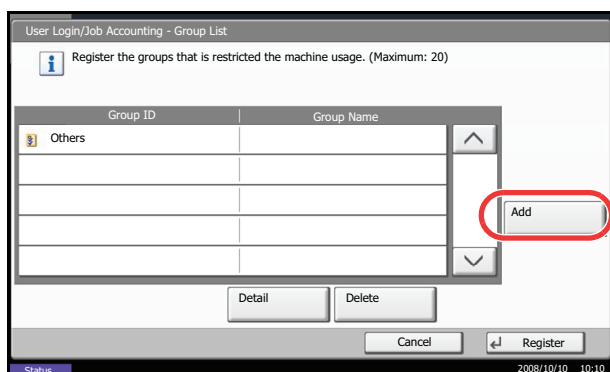 User Login/Job Accounting - Group List
Register the groups that is restricted the machine usage. (Maximum: 20)
Group ID Group Name
Others
Add
Detail Delete
Cancel Register
Status 2008/10/10 10:10